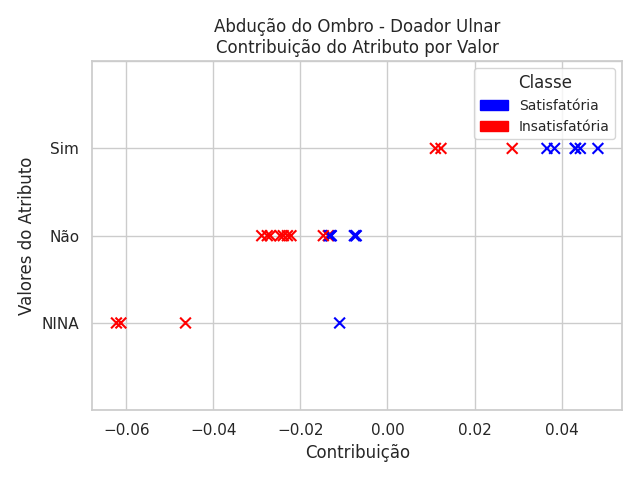 Abdução do Ombro - Doador Ulnar
Contribuição do Atributo por Valor
Classe
Satisfatória
Insatisfatória
Valores do Atributo
Sim
Não
NINA
−0.06
−0.04
−0.02
0.00
0.02
0.04
Contribuição